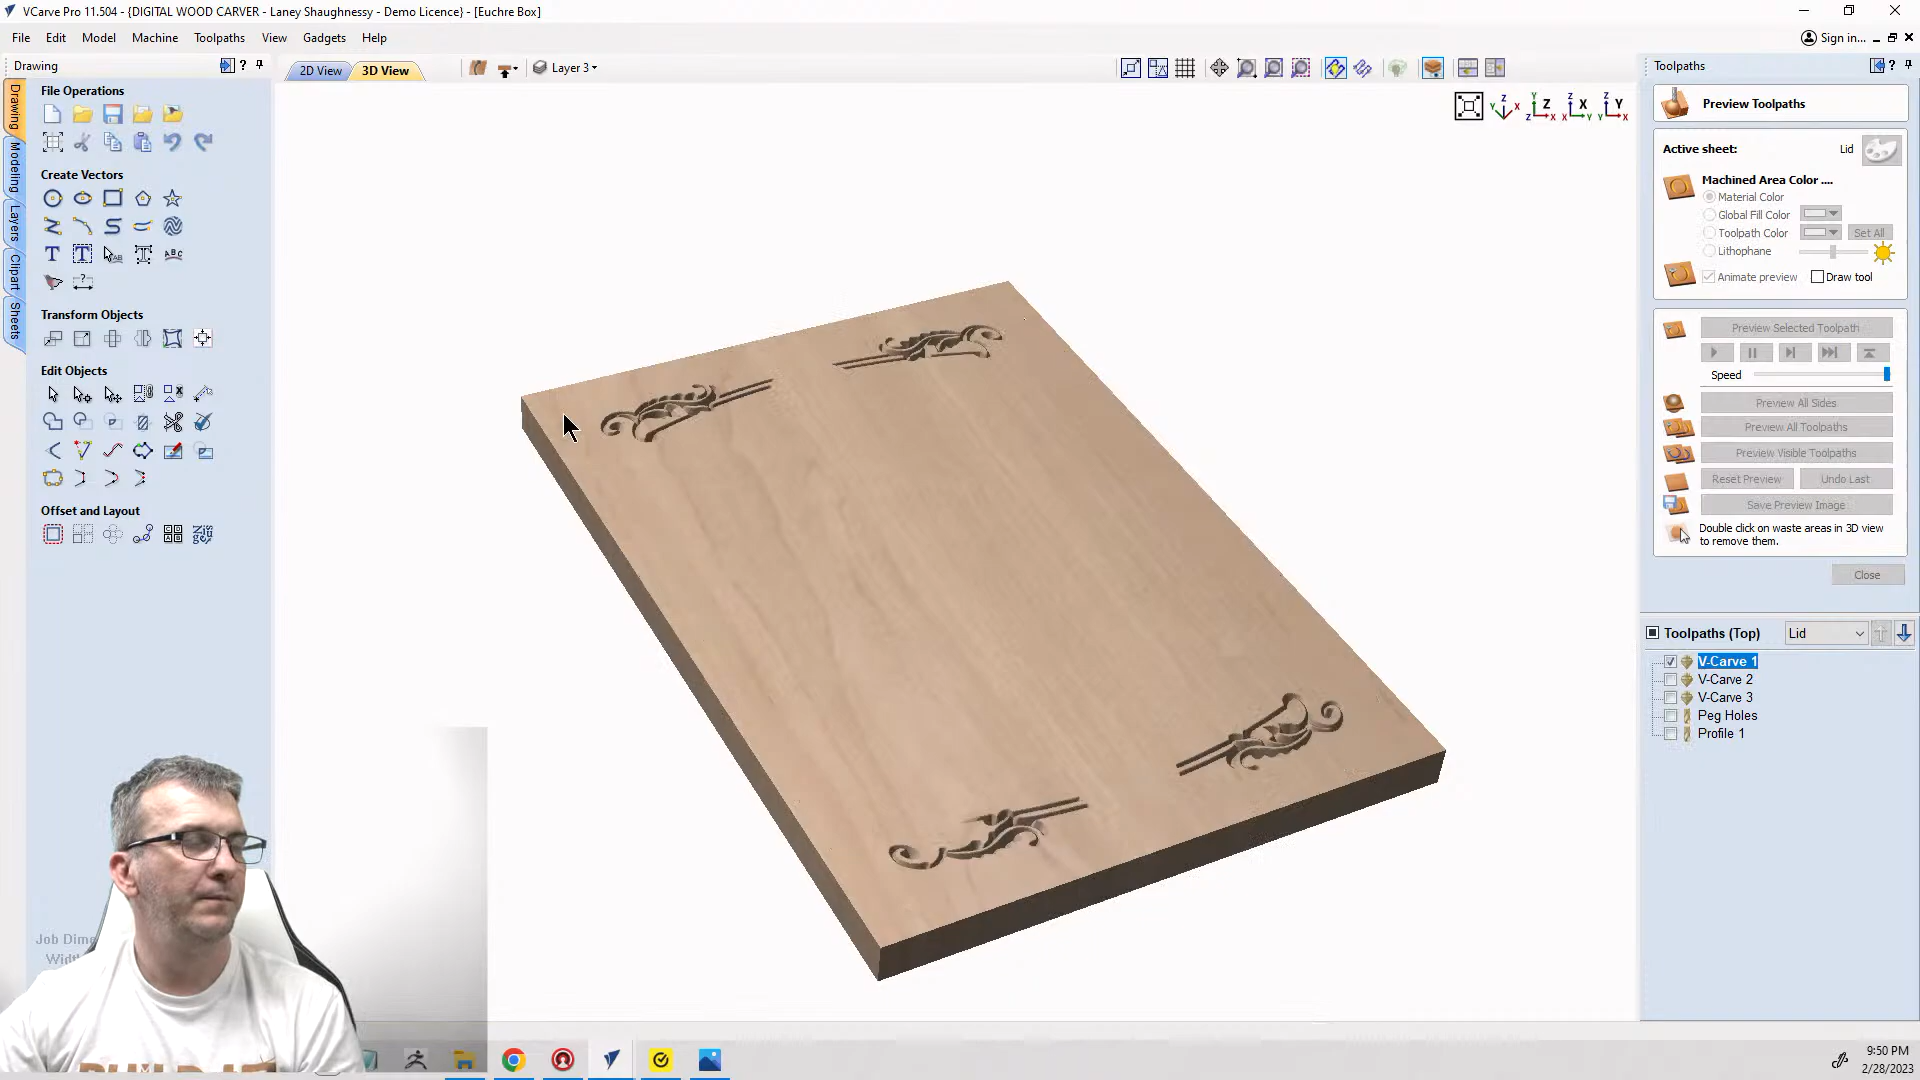 VCarve Pro 11.504 - {DIGITAL WOOD CARVER - Laney Shaughnessy - Demo Licence} - [Euchre Box]
File Edit Model Machine Toolpaths View Gadgets Help
Sign in...
Drawing
2D View
3D View
Layer 3
Toolpaths
Drawing
Modeling
Layers
Clipart
Sheets
File Operations
Create Vectors
Transform Objects
Edit Objects
Offset and Layout
Job Dime
Preview Toolpaths
Active sheet: Lid
Machined Area Color ....
Material Color
Global Fill Color
Toolpath Color
Set All
Lithophane
Animate preview
Draw tool
Preview Selected Toolpath
Speed
Preview All Sides
Preview All Toolpaths
Preview Visible Toolpaths
Reset Preview
Undo Last
Save Preview Image
Double click on waste areas in 3D view
to remove them.
Close
Toolpaths (Top)
Lid
V-Carve 1
V-Carve 2
V-Carve 3
Peg Holes
Profile 1
9:50 PM
2/28/2023